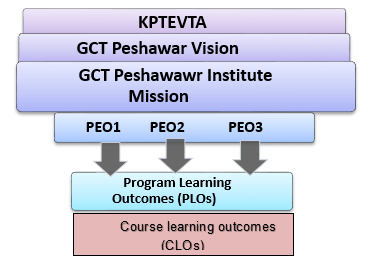 KPTEVTA
GCT Peshawar Vision
GCT Peshawawr Institute
Mission
PEO1 PEO2 PEO3
Program Learning
Outcomes (PLOs)
Course learning outcomes
(CLOs)